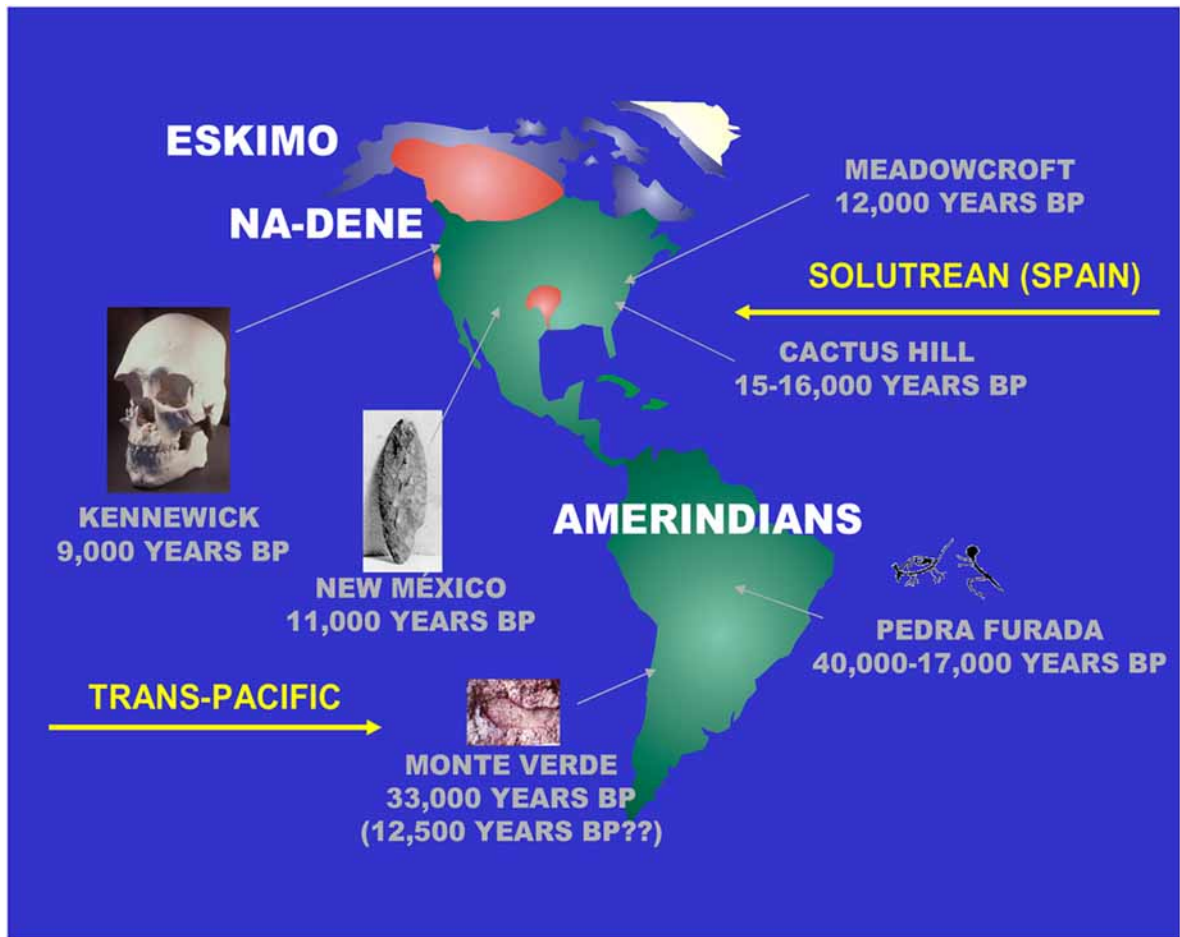 ESKIMO
NA-DENE
MEADOWCROFT
12,000 YEARS BP
SOLUTREAN (SPAIN)
CACTUS HILL
15-16,000 YEARS BP
KENNEWICK
9,000 YEARS BP
NEW MÉXICO
11,000 YEARS BP
AMERINDIANS
PEDRA FURADA
40,000-17,000 YEARS BP
TRANS-PACIFIC
MONTE VERDE
33,000 YEARS BP
(12,500 YEARS BP??)